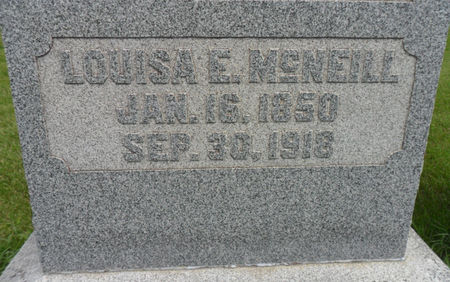 LOUISA E. McNEILL
JAN. 16. 1850
SEP. 30, 1918